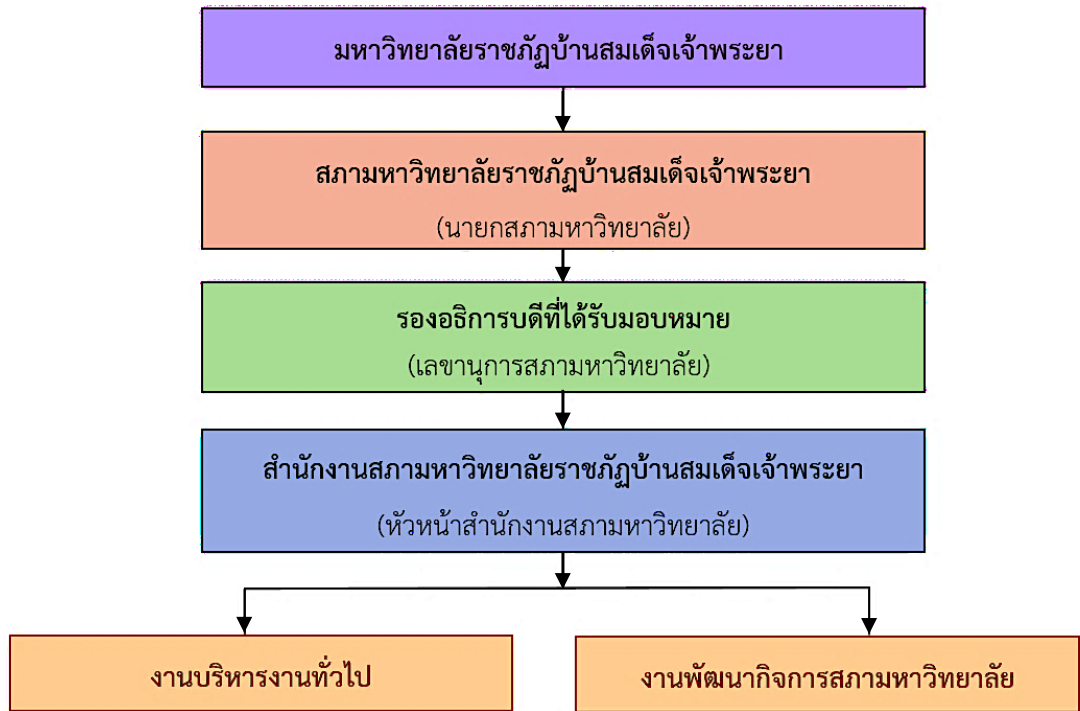 มหาวิทยาลัยราชภัฏบ้านสมเด็จเจ้าพระยา
สภามหาวิทยาลัยราชภัฏบ้านสมเด็จเจ้าพระยา
(นายกสภามหาวิทยาลัย)
รองอธิการบดีที่ได้รับมอบหมาย
(เลขานุการสภามหาวิทยาลัย)
สำนักงานสภามหาวิทยาลัยราชภัฏบ้านสมเด็จเจ้าพระยา
(หัวหน้าสำนักงานสภามหาวิทยาลัย)
งานบริหารงานทั่วไป
งานพัฒนากิจการสภามหาวิทยาลัย